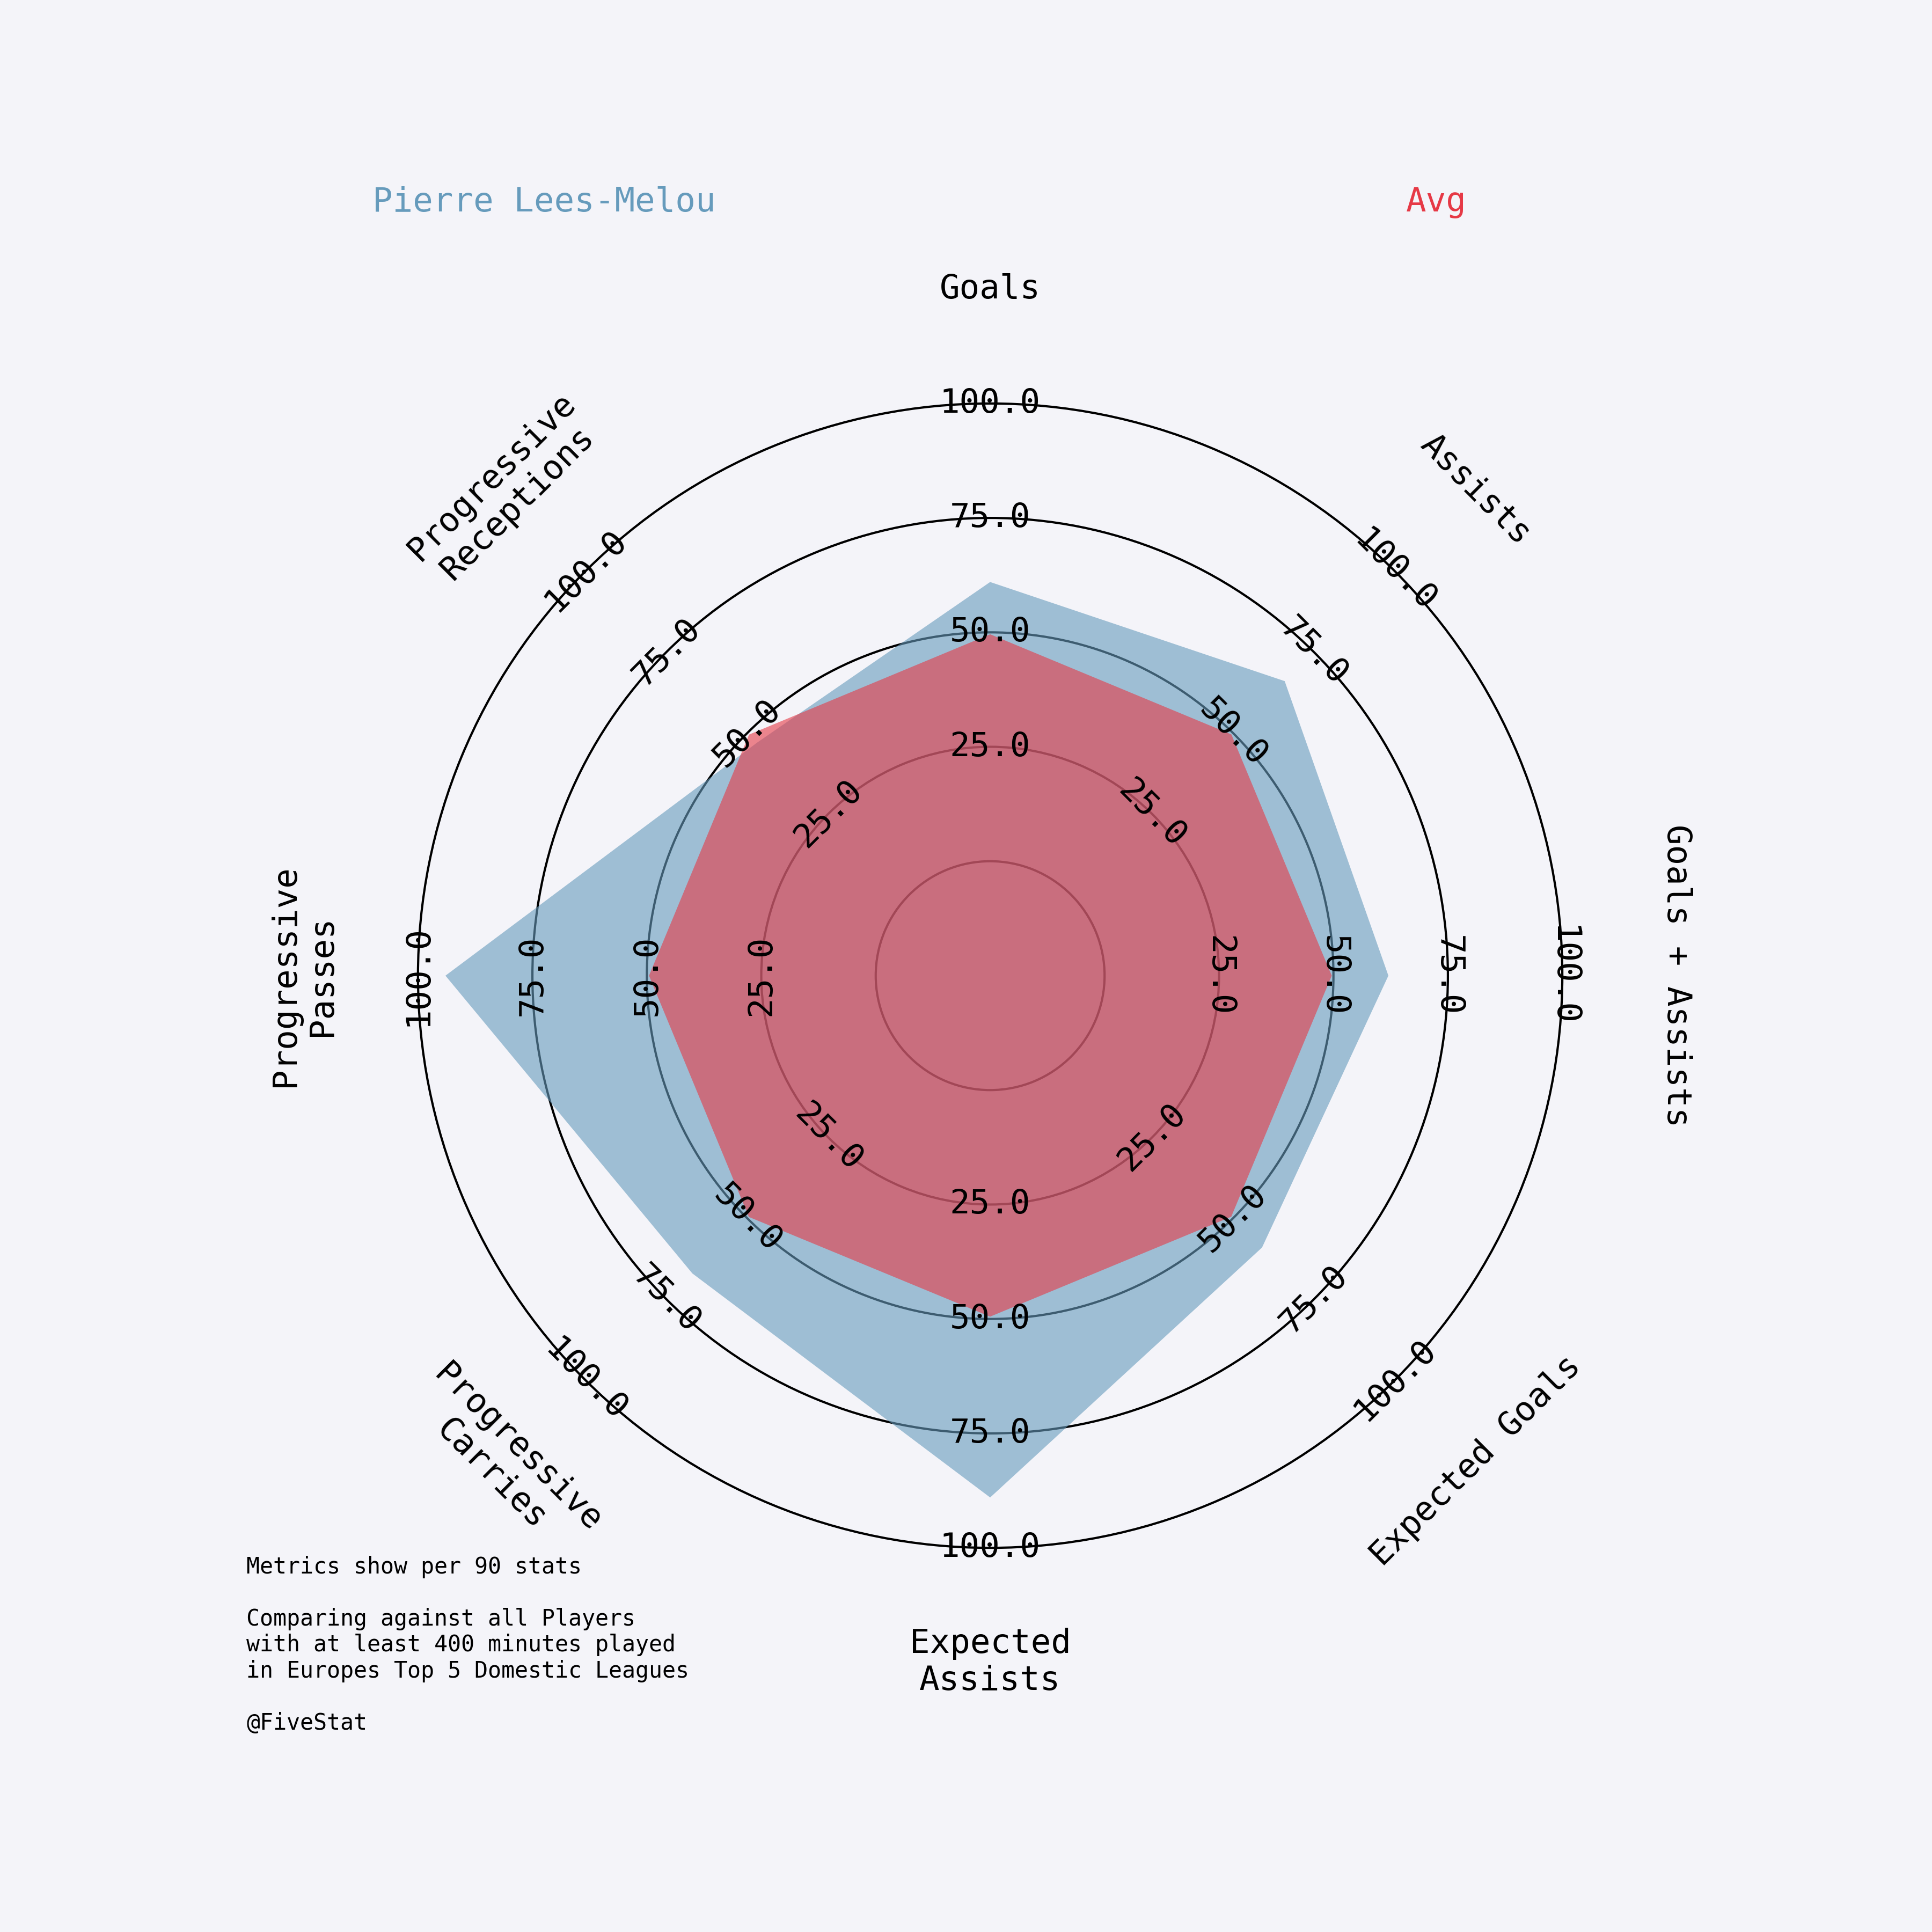 Pierre Lees-Melou
Avg
Goals
Assists
Goals + Assists
Expected Goals
Expected
Assists
Progressive
Carries
Progressive
Passes
Progressive
Receptions
25.0
50.0
75.0
100.0
25.0
50.0
75.0
100.0
25.0
50.0
75.0
100.0
25.0
50.0
75.0
100.0
25.0
50.0
75.0
100.0
25.0
50.0
75.0
100.0
25.0
50.0
75.0
100.0
25.0
50.0
75.0
100.0
Metrics show per 90 stats
Comparing against all Players
with at least 400 minutes played
in Europes Top 5 Domestic Leagues
@FiveStat